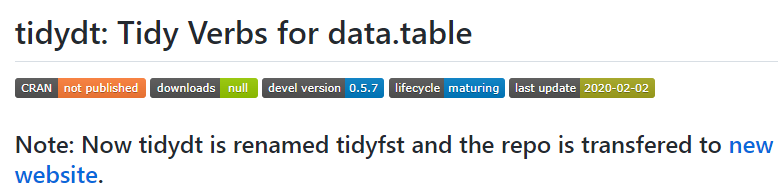 tidydt: Tidy Verbs for data.table
CRAN not published downloads null devel version 0.5.7 lifecycle maturing last update 2020-02-02
Note: Now tidydt is renamed tidyfst and the repo is transfered to new
website.